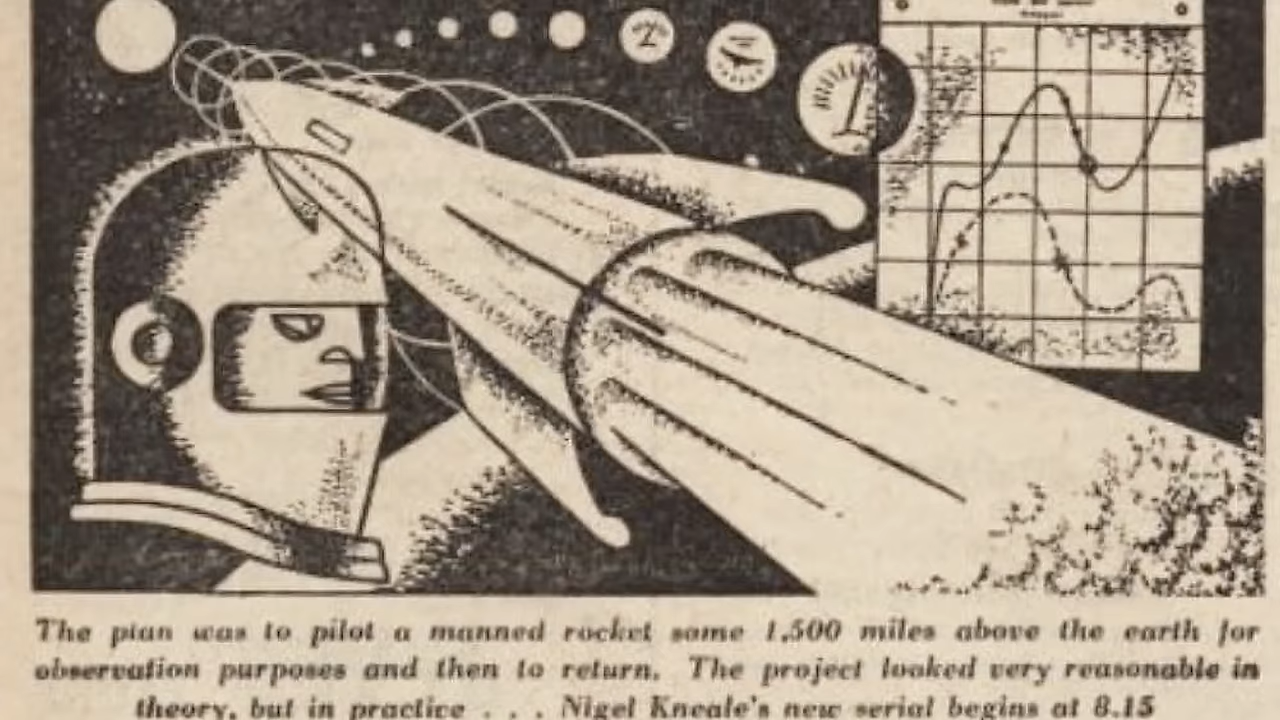 The plan was to pilot a manned rocket some 1,500 miles above the earth for
observation purposes and then to return. The project looked very reasonable in
theory, but in practice . . . Nigel Kneale's new serial begins at 8.15